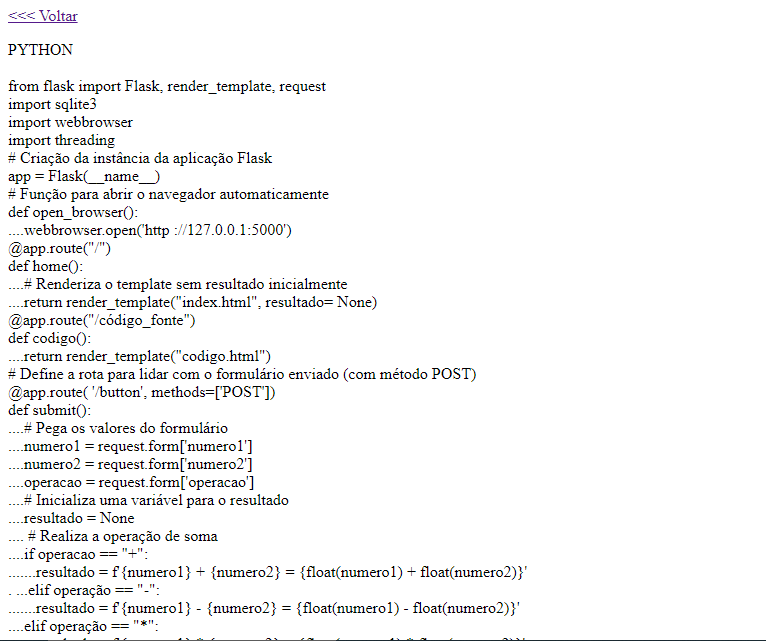 <<< Voltar
PYTHON
from flask import Flask, render_template, request
import sqlite3
import webbrowser
import threading
# Criação da instância da aplicação Flask
app = Flask(__name__)
# Função para abrir o navegador automaticamente
def open_browser():
....webbrowser.open('http ://127.0.0.1:5000')
@app.route("/")
def home():
....# Renderiza o template sem resultado inicialmente
....return render_template("index.html", resultado= None)
@app.route("/código_fonte")
def codigo():
....return render_template("codigo.html")
# Define a rota para lidar com o formulário enviado (com método POST)
@app.route( '/button', methods=['POST'])
def submit():
....# Pega os valores do formulário
....numero1 = request.form['numero1']
....numero2 = request.form['numero2']
....operacao = request.form['operacao']
....# Inicializa uma variável para o resultado
....resultado = None
.... # Realiza a operação de soma
....if operacao == "+":
.......resultado = f'{numero1} + {numero2} = {float(numero1) + float(numero2)}'
. ...elif operação == "-":
.......resultado = f'{numero1} - {numero2} = {float(numero1) - float(numero2)}'
....elif operação == "*":